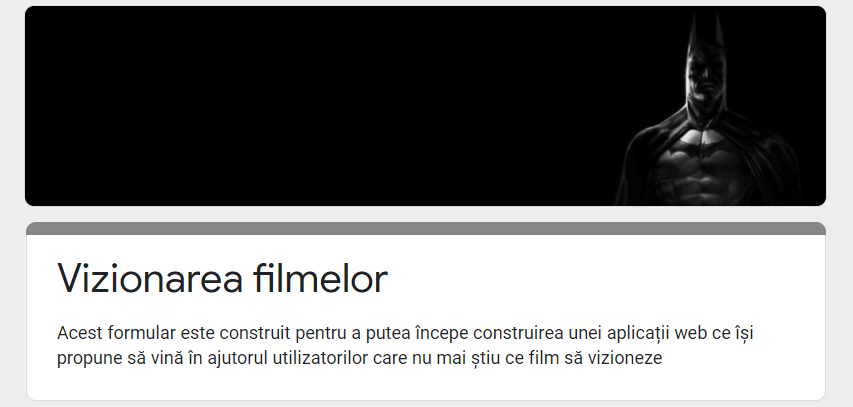 Vizionarea filmelor
Acest formular este construit pentru a putea începe construirea unei aplicații web ce își
propune să vină în ajutorul utilizatorilor care nu mai știu ce film să vizioneze